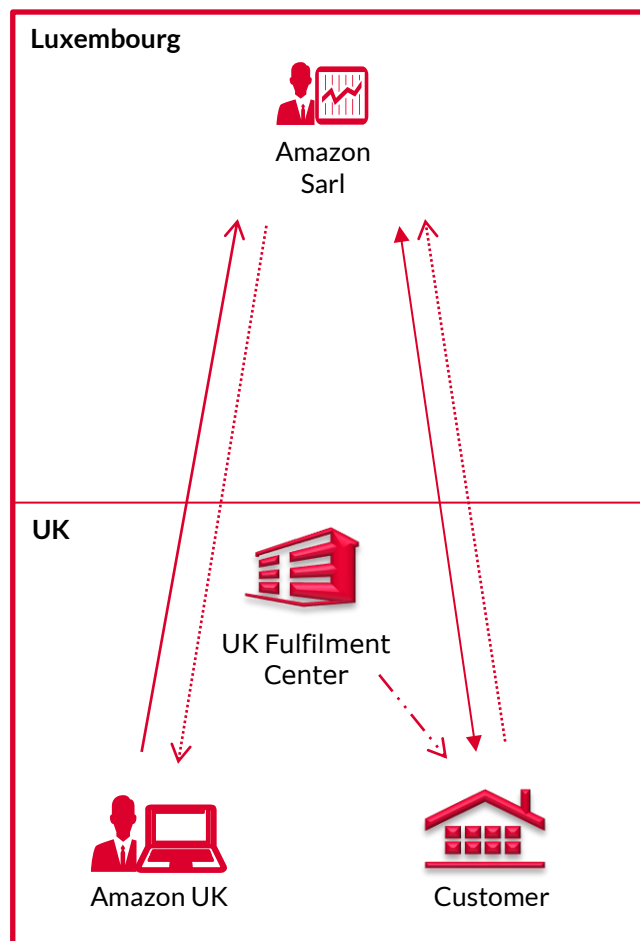 Luxembourg
Amazon
Sarl
UK
UK Fulfilment
Center
Amazon UK
Customer